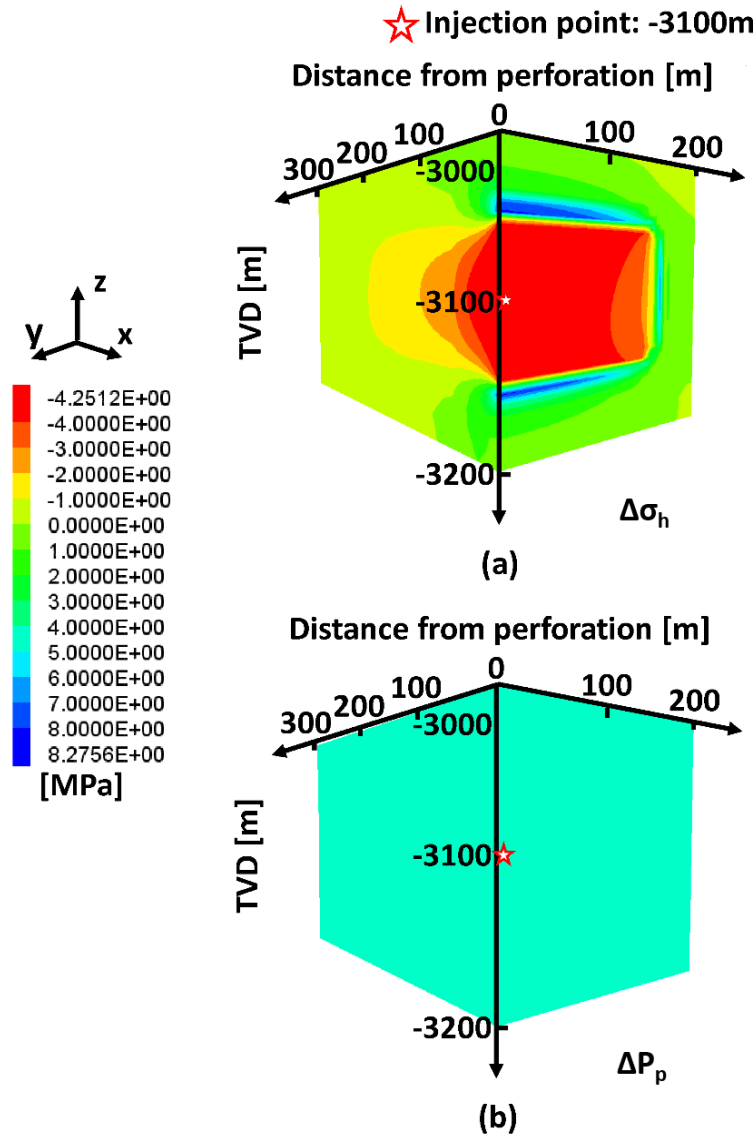 Injection point: -3100m
Distance from perforation [m]
0
100
100
200
200
300
-3000
TVD [m]
-3100
-3200
Δσh
(a)
z
y
x
-4.2512E+00
-4.0000E+00
-3.0000E+00
-2.0000E+00
-1.0000E+00
0.0000E+00
1.0000E+00
2.0000E+00
3.0000E+00
4.0000E+00
5.0000E+00
6.0000E+00
7.0000E+00
8.0000E+00
8.2756E+00
[MPa]
Distance from perforation [m]
0
100
100
200
200
300
-3000
TVD [m]
-3100
-3200
ΔPp
(b)